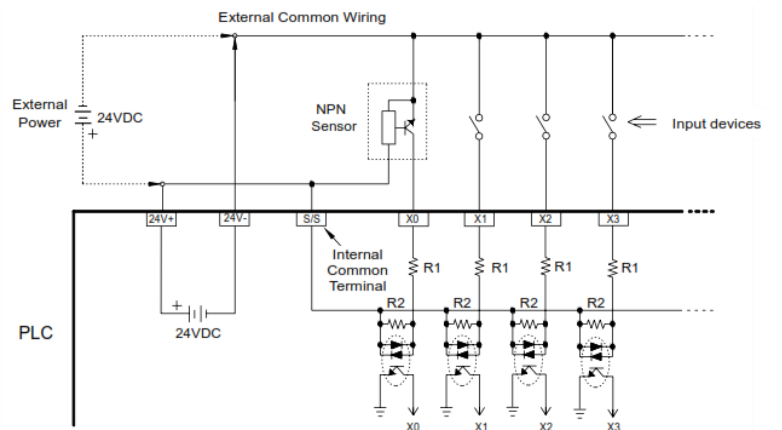 External Common Wiring
External
Power
24VDC
+
NPN
Sensor
Input devices
24V+
24V-
S/S
X0
X1
X2
X3
Internal
Common
Terminal
R1
R1
R1
R1
+
24VDC
R2
R2
R2
R2
PLC
X0
X1
X2
X3